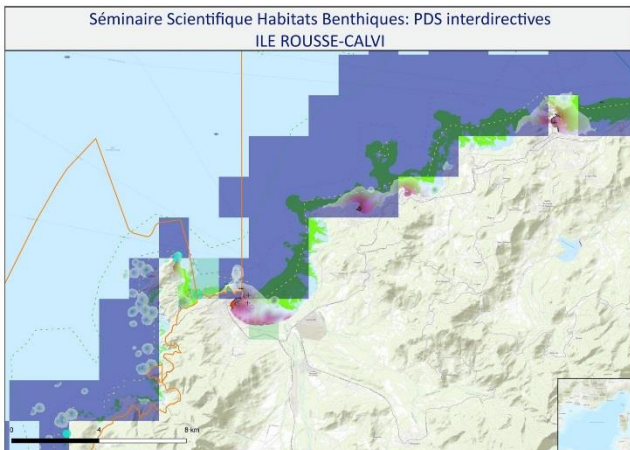 Séminaire Scientifique Habitats Benthiques: PDS interdirectives
ILE ROUSSE-CALVI
0 4 8 km